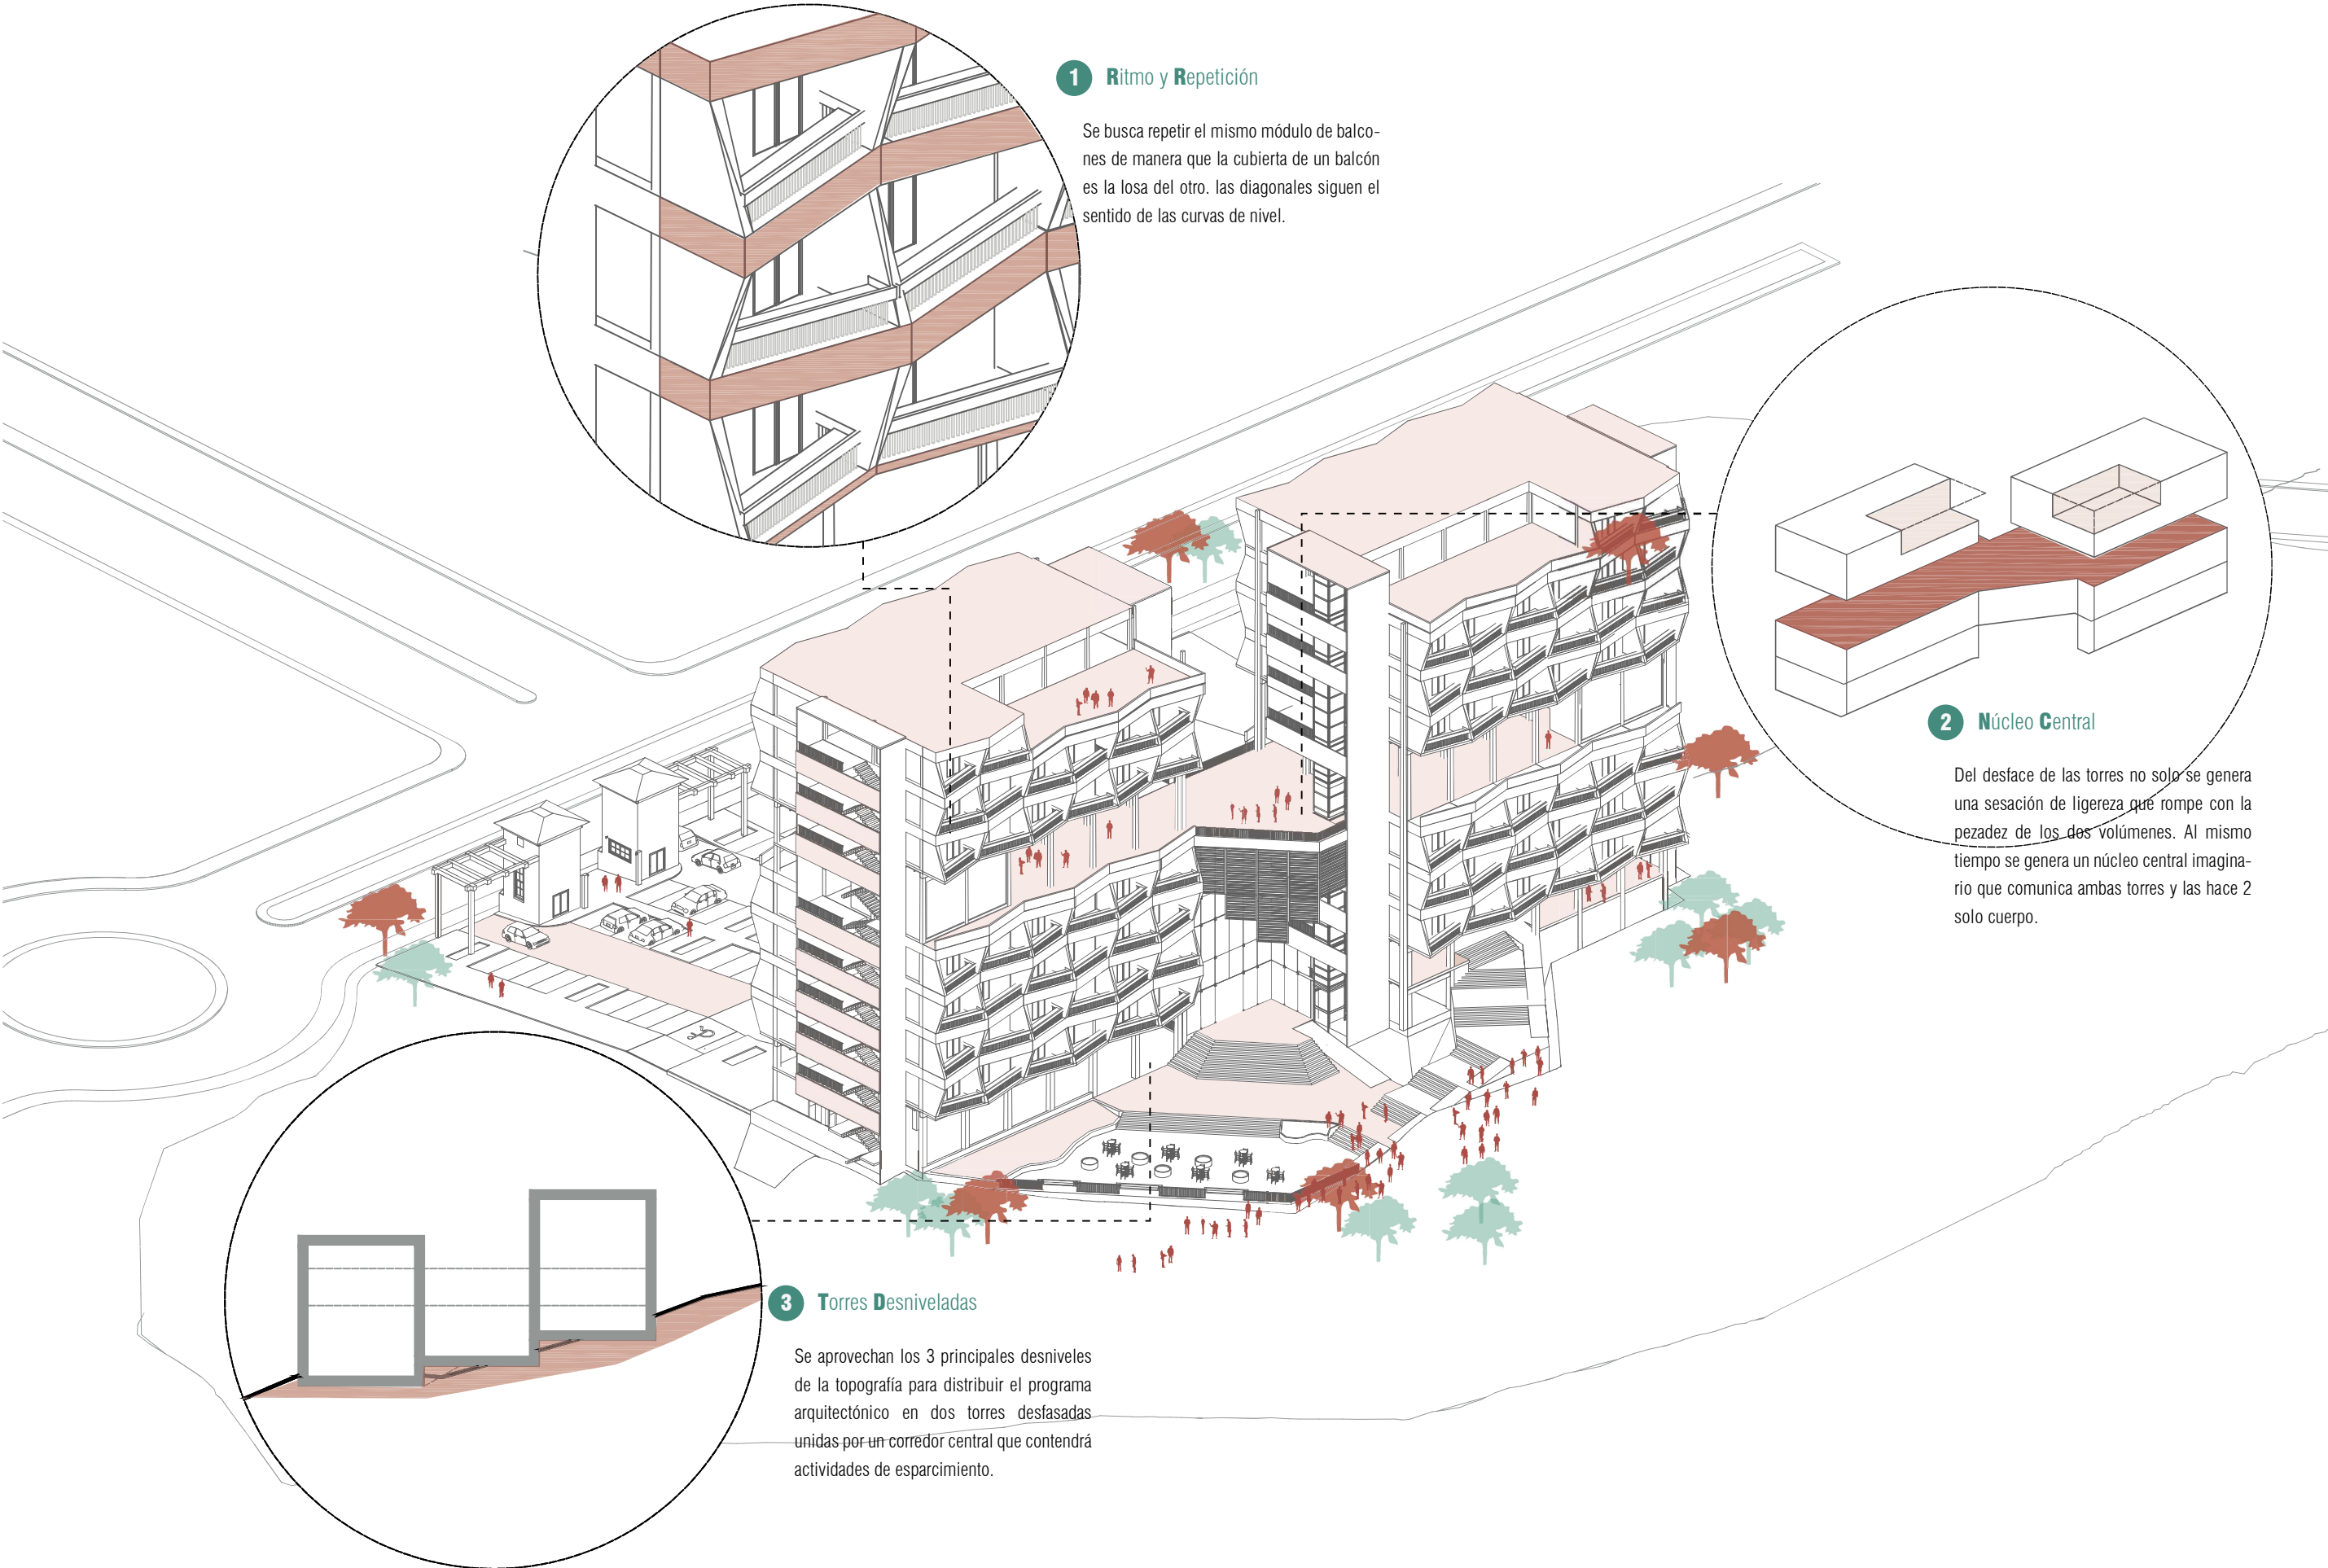 1 Ritmo y Repetición
Se busca repetir el mismo módulo de balco-
nes de manera que la cubierta de un balcón
es la losa del otro. las diagonales siguen el
sentido de las curvas de nivel.
2 Núcleo Central
Del desface de las torres no solo se genera
una sesación de ligereza que rompe con la
pezadez de los dos volúmenes. Al mismo
tiempo se genera un núcleo central imagina-
rio que comunica ambas torres y las hace 2
solo cuerpo.
3 Torres Desniveladas
Se aprovechan los 3 principales desniveles
de la topografía para distribuir el programa
arquitectónico en dos torres desfasadas
unidas por un corredor central que contendrá
actividades de esparcimiento.